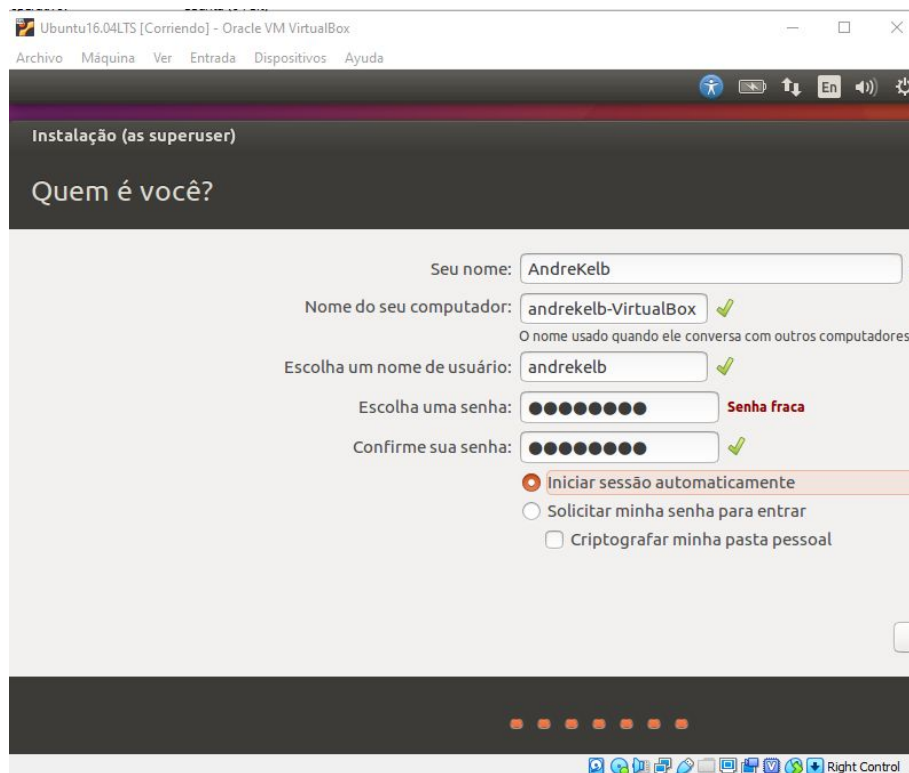 Ubuntu16.04LTS [Corriendo] - Oracle VM VirtualBox
Archivo Máquina Ver Entrada Dispositivos Ayuda
En
Instalação (as superuser)
Quem é você?
Seu nome: AndreKelb
Nome do seu computador: andrekelb-VirtualBox
O nome usado quando ele conversa com outros computadores
Escolha um nome de usuário: andrekelb
Escolha uma senha: ●●●●●●●● Senha fraca
Confirme sua senha: ●●●●●●●●
Iniciar sessão automaticamente
Solicitar minha senha para entrar
Criptografar minha pasta pessoal
Right Control